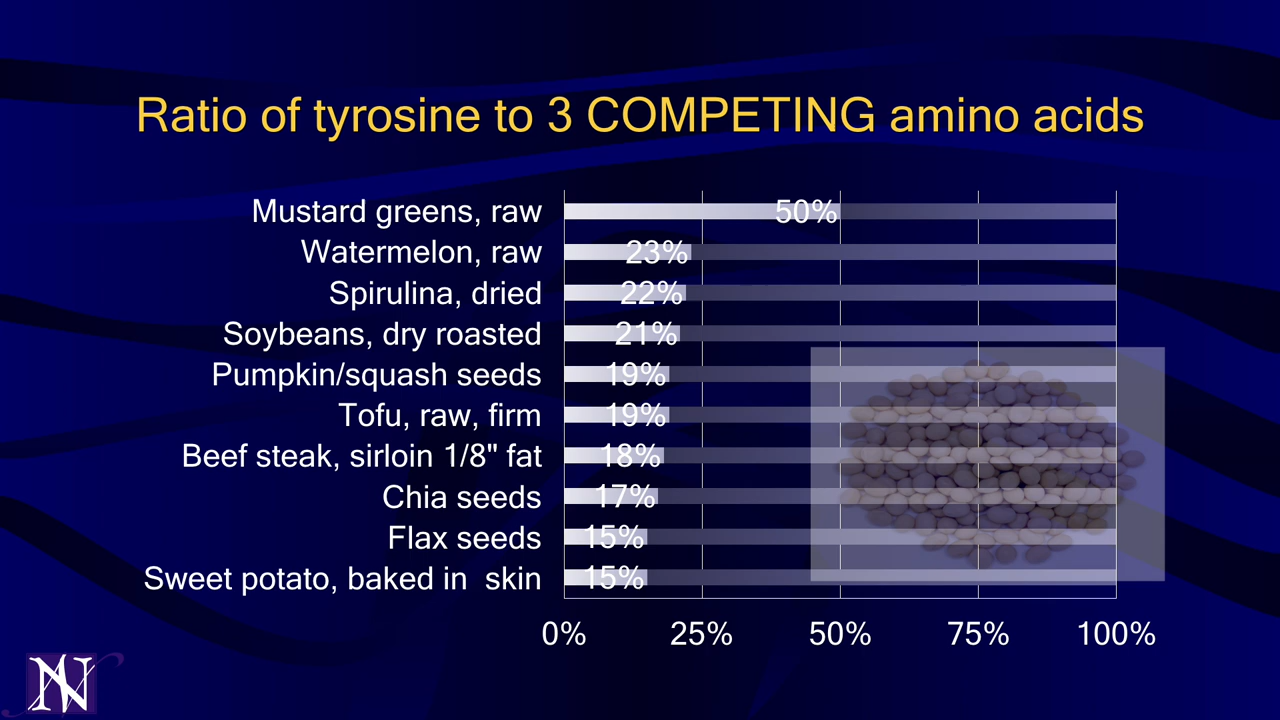 Ratio of tyrosine to 3 COMPETING amino acids
Mustard greens, raw 50%
Watermelon, raw 23%
Spirulina, dried 22%
Soybeans, dry roasted 21%
Pumpkin/squash seeds 19%
Tofu, raw, firm 19%
Beef steak, sirloin 1/8" fat 18%
Chia seeds 17%
Flax seeds 15%
Sweet potato, baked in  skin 15%
0% 25% 50% 75% 100%
N